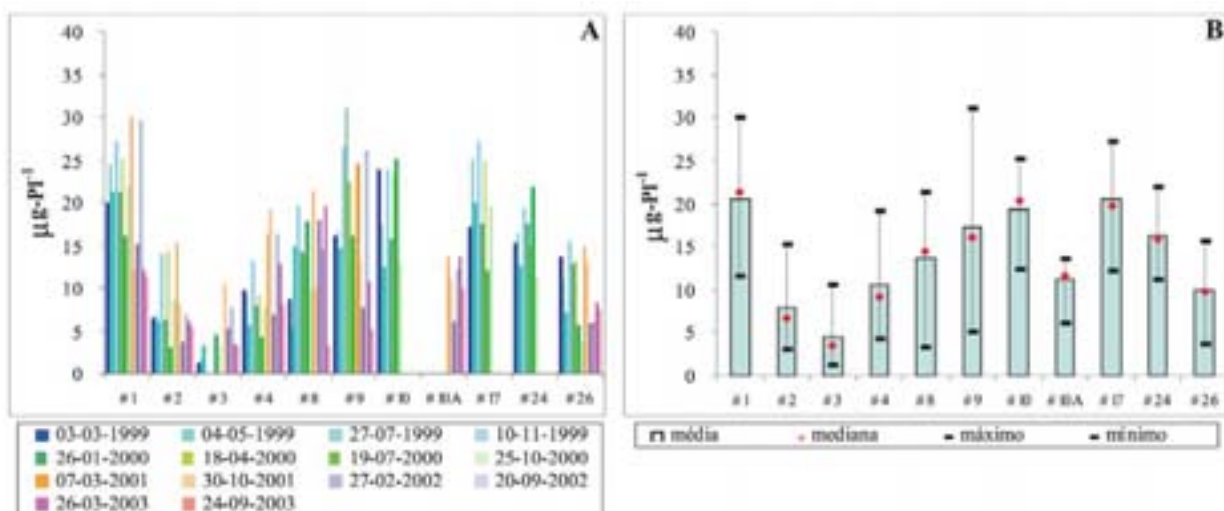 A
40
35
30
25
20
15
10
5
0
µg-Pl⁻¹
#1 #2 #3 #4 #8 #9 #10 #10A #17 #24 #26
03-03-1999 04-05-1999 27-07-1999 10-11-1999
26-01-2000 18-04-2000 19-07-2000 25-10-2000
07-03-2001 30-10-2001 27-02-2002 20-09-2002
26-03-2003 24-09-2003
B
40
35
30
25
20
15
10
5
0
µg-Pl⁻¹
#1 #2 #3 #4 #8 #9 #10 #10A #17 #24 #26
média mediana máximo mínimo